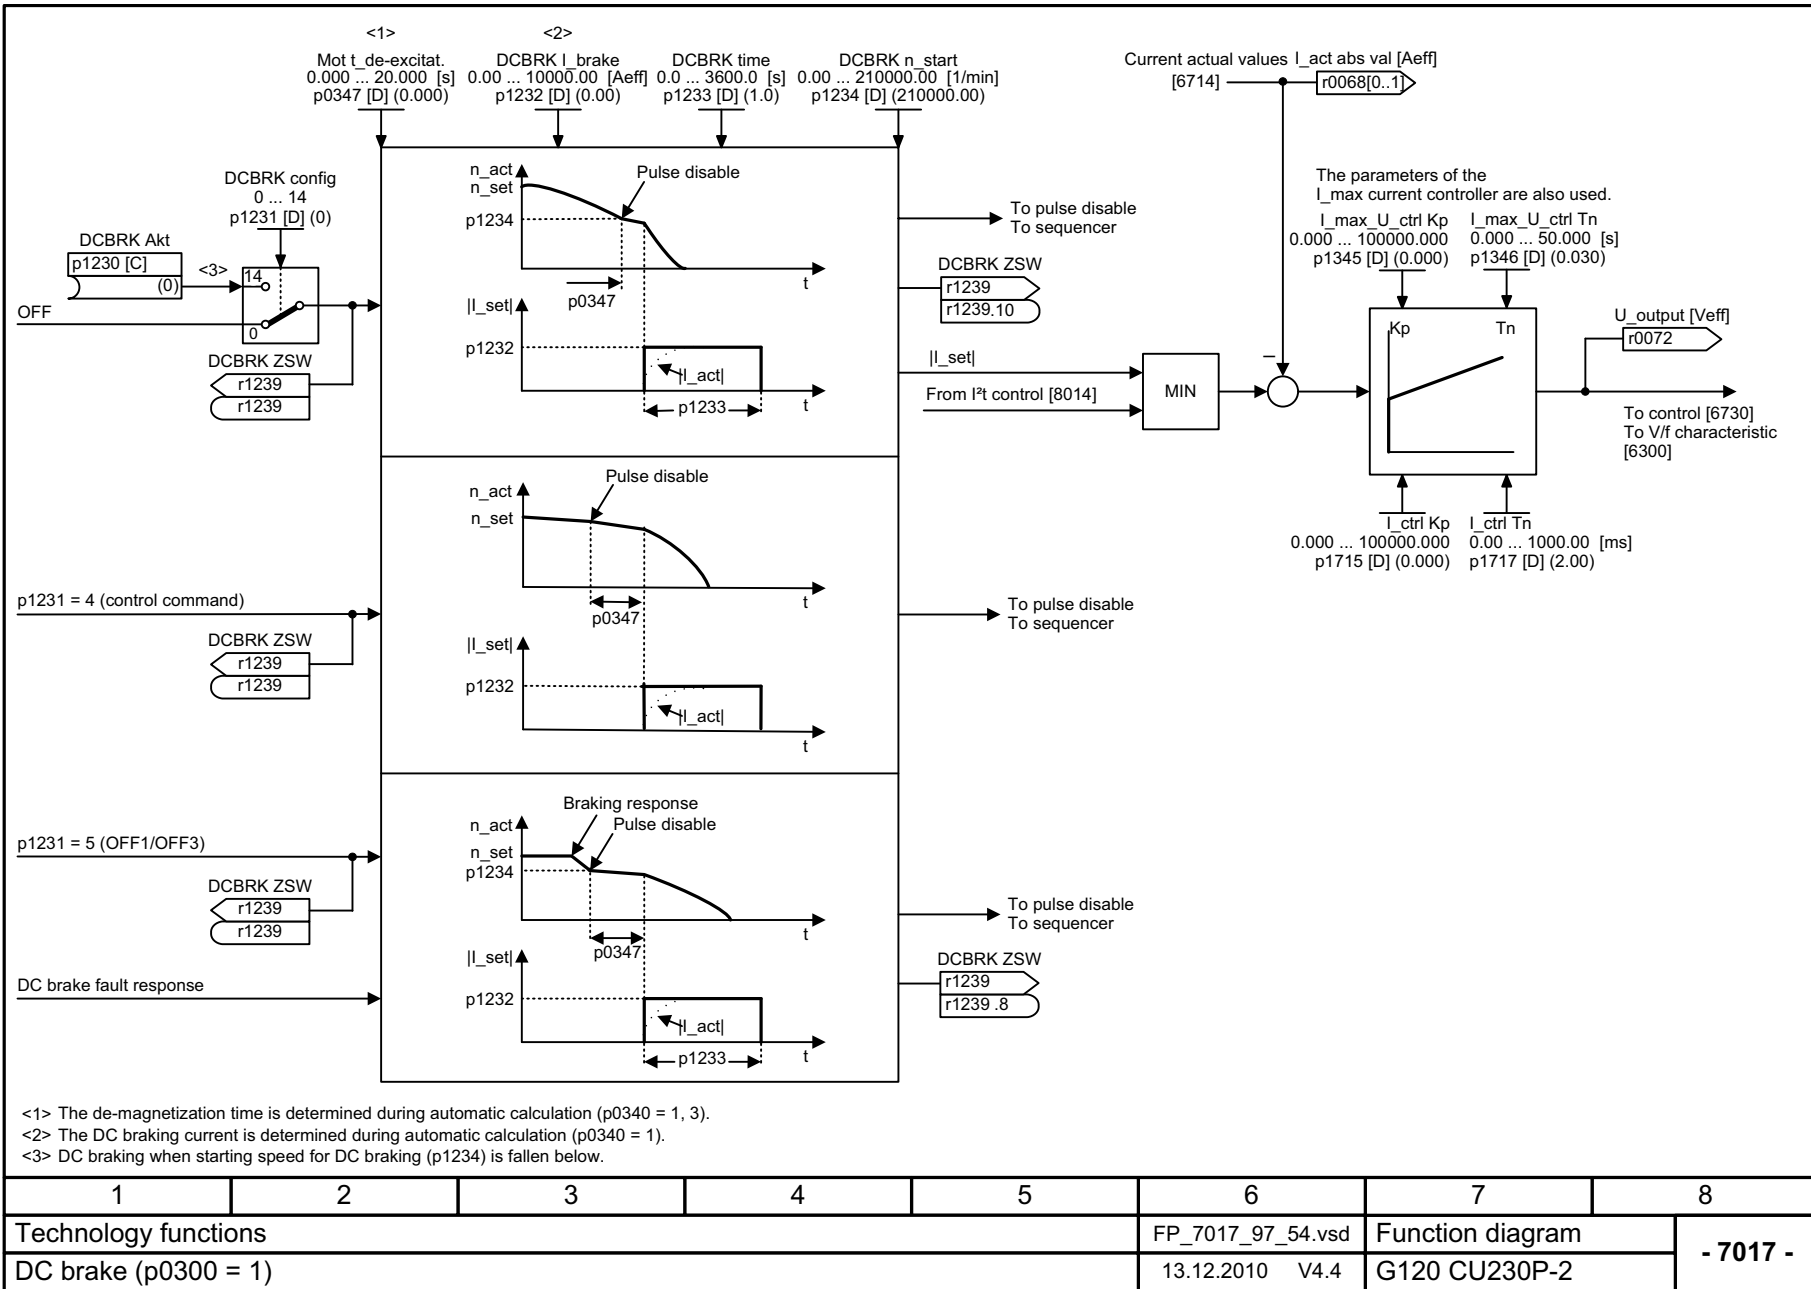 <1>
Mot t_de-excitat.
0.000 ... 20.000 [s]
p0347 [D] (0.000)
<2>
DCBRK I_brake
0.00 ... 10000.00 [Aeff]
p1232 [D] (0.00)
DCBRK time
0.0 ... 3600.0 [s]
p1233 [D] (1.0)
DCBRK n_start
0.00 ... 210000.00 [1/min]
p1234 [D] (210000.00)
Current actual values
[6714]
I_act abs val [Aeff]
r0068[0..1]
DCBRK config
0 ... 14
p1231 [D] (0)
DCBRK Akt
p1230 [C]
(0)
<3>
14
0
OFF
DCBRK ZSW
r1239
r1239
n_act
n_set
p1234
Pulse disable
t
p0347
|I_set|
p1232
|I_act|
p1233
t
To pulse disable
To sequencer
DCBRK ZSW
r1239
r1239.10
|I_set|
From I²t control [8014]
MIN
–
The parameters of the
I_max current controller are also used.
I_max_U_ctrl Kp
0.000 ... 100000.000
p1345 [D] (0.000)
I_max_U_ctrl Tn
0.000 ... 50.000 [s]
p1346 [D] (0.030)
Kp
Tn
U_output [Veff]
r0072
To control [6730]
To V/f characteristic
[6300]
I_ctrl Kp
0.000 ... 100000.000
p1715 [D] (0.000)
I_ctrl Tn
0.00 ... 1000.00 [ms]
p1717 [D] (2.00)
p1231 = 4 (control command)
DCBRK ZSW
r1239
r1239
n_act
n_set
Pulse disable
t
p0347
|I_set|
p1232
|I_act|
t
To pulse disable
To sequencer
p1231 = 5 (OFF1/OFF3)
DCBRK ZSW
r1239
r1239
DC brake fault response
Braking response
Pulse disable
n_act
n_set
p1234
t
p0347
|I_set|
p1232
|I_act|
p1233
t
To pulse disable
To sequencer
DCBRK ZSW
r1239
r1239 .8
<1> The de-magnetization time is determined during automatic calculation (p0340 = 1, 3).
<2> The DC braking current is determined during automatic calculation (p0340 = 1).
<3> DC braking when starting speed for DC braking (p1234) is fallen below.
1 2 3 4 5 6 7 8
Technology functions
FP_7017_97_54.vsd
Function diagram
- 7017 -
DC brake (p0300 = 1)
13.12.2010 V4.4
G120 CU230P-2